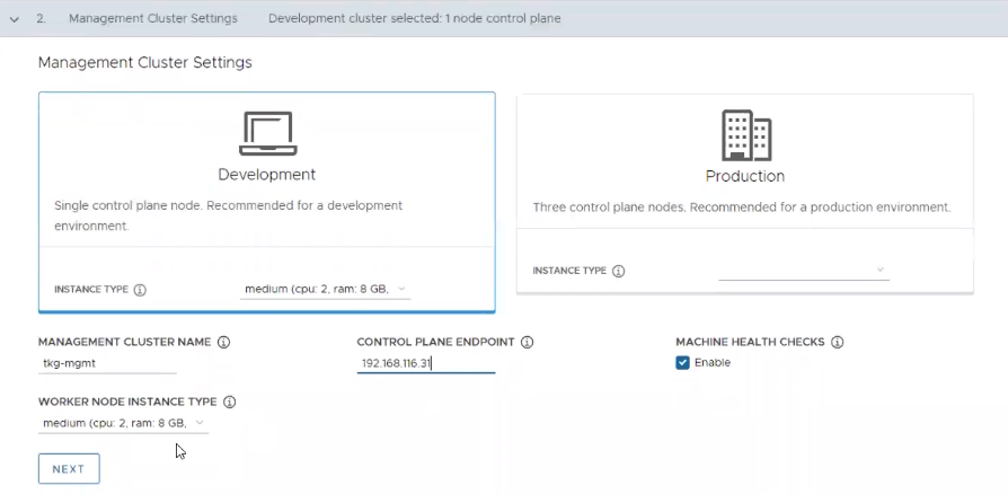 2. Management Cluster Settings Development cluster selected: 1 node control plane
Management Cluster Settings
Development
Single control plane node. Recommended for a development
environment.
INSTANCE TYPE medium (cpu: 2, ram: 8 GB,
Production
Three control plane nodes. Recommended for a production environment.
INSTANCE TYPE
MANAGEMENT CLUSTER NAME
tkg-mgmt
CONTROL PLANE ENDPOINT
192.168.116.31
MACHINE HEALTH CHECKS
Enable
WORKER NODE INSTANCE TYPE
medium (cpu: 2, ram: 8 GB,
NEXT